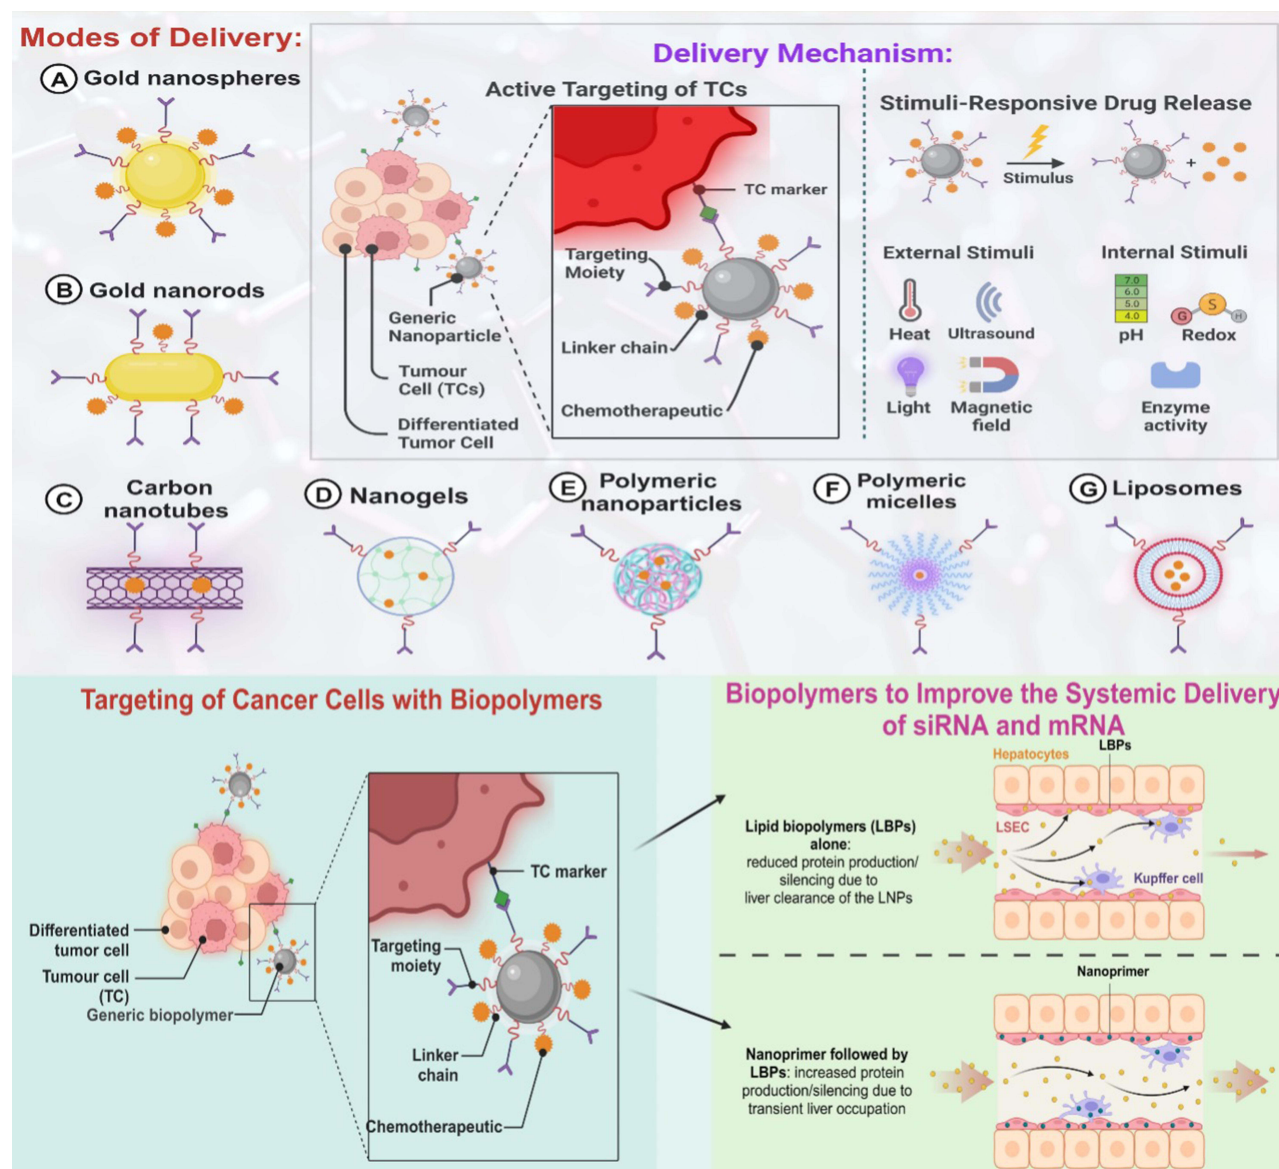 Modes of Delivery:
A Gold nanospheres
B Gold nanorods
Delivery Mechanism:
Active Targeting of TCs
TC marker
Targeting
Moiety
Generic
Nanoparticle
Linker chain
Tumour
Cell (TCs)
Chemotherapeutic
Differentiated
Tumor Cell
Stimuli-Responsive Drug Release
Stimulus
+
External Stimuli
Heat
Ultrasound
Light
Magnetic
field
Internal Stimuli
7.0
6.0
5.0
4.0
pH
G
S
H
Redox
Enzyme
activity
C Carbon
nanotubes
D Nanogels
E Polymeric
nanoparticles
F Polymeric
micelles
G Liposomes
Targeting of Cancer Cells with Biopolymers
TC marker
Differentiated
tumor cell
Tumour cell
(TC)
Generic biopolymer
Targeting
moiety
Linker
chain
Chemotherapeutic
Biopolymers to Improve the Systemic Delivery
of siRNA and mRNA
Hepatocytes
LBPs
LSEC
Kupffer cell
Lipid biopolymers (LBPs)
alone:
reduced protein production/
silencing due to
liver clearance of the LNPs
Nanoprimer
Nanoprimer followed by
LBPs: increased protein
production/silencing due to
transient liver occupation